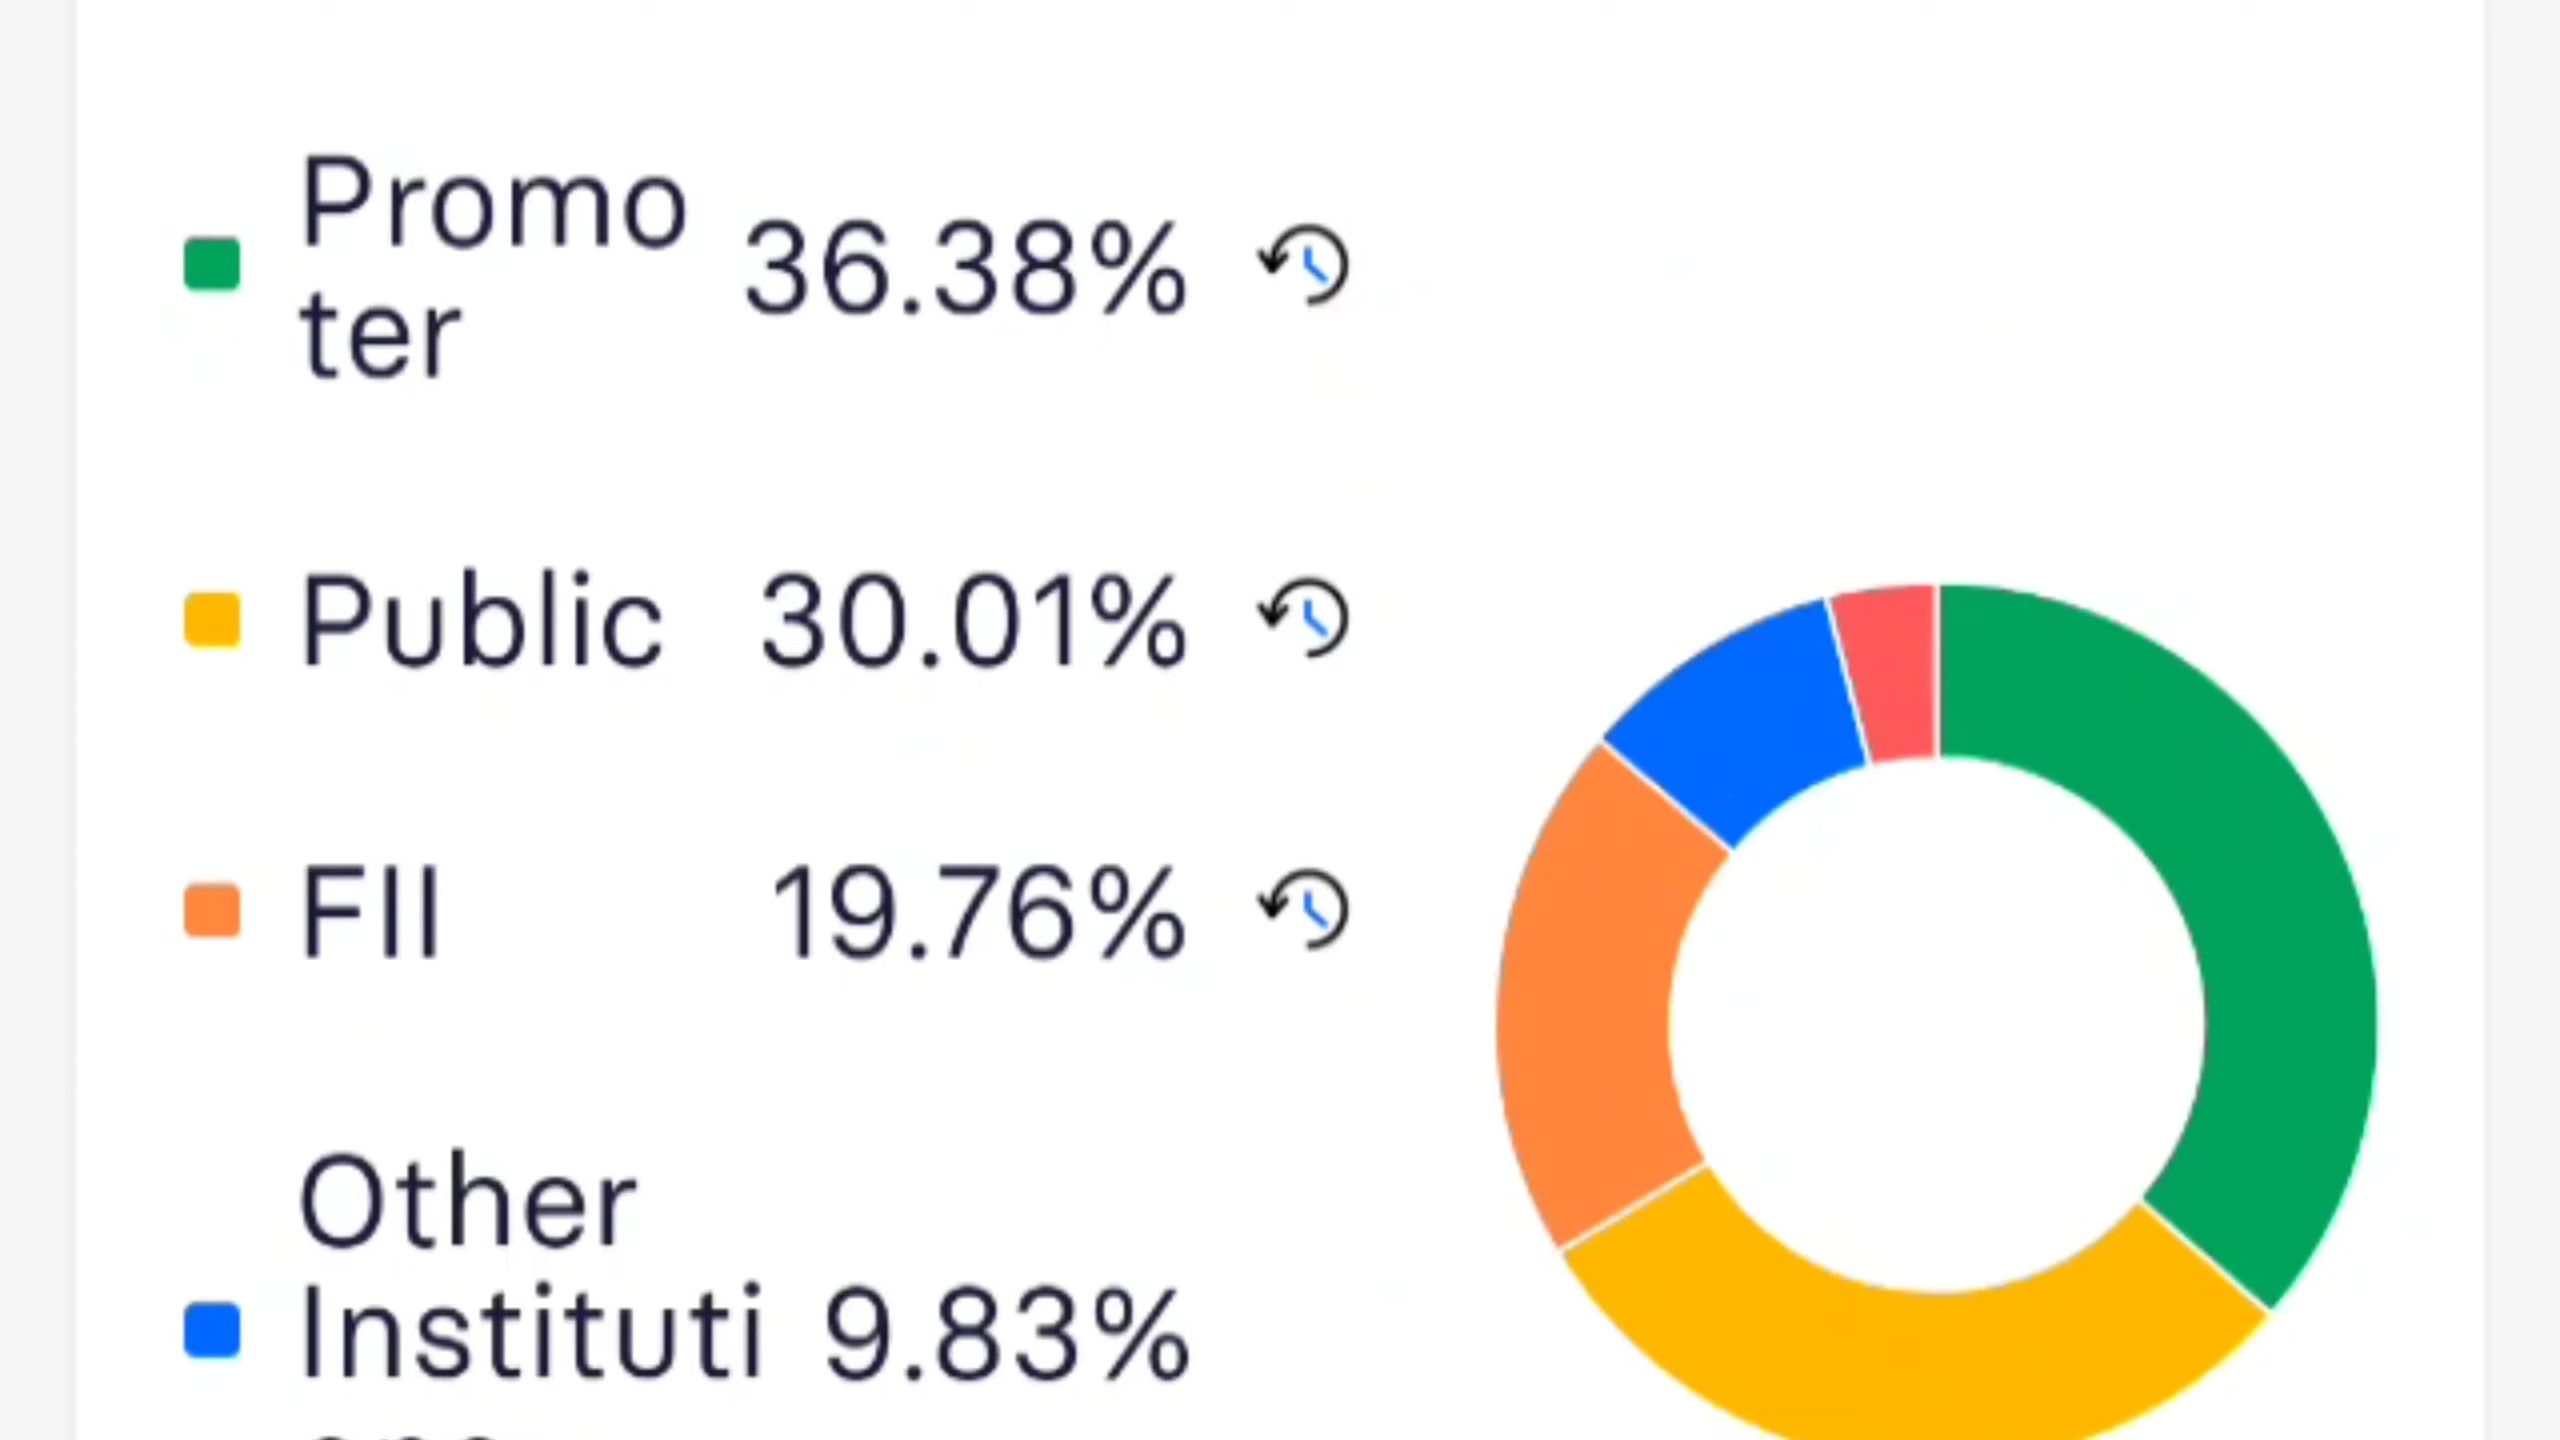 Promo
ter
36.38%
Public 30.01%
FII 19.76%
Other
Instituti 9.83%